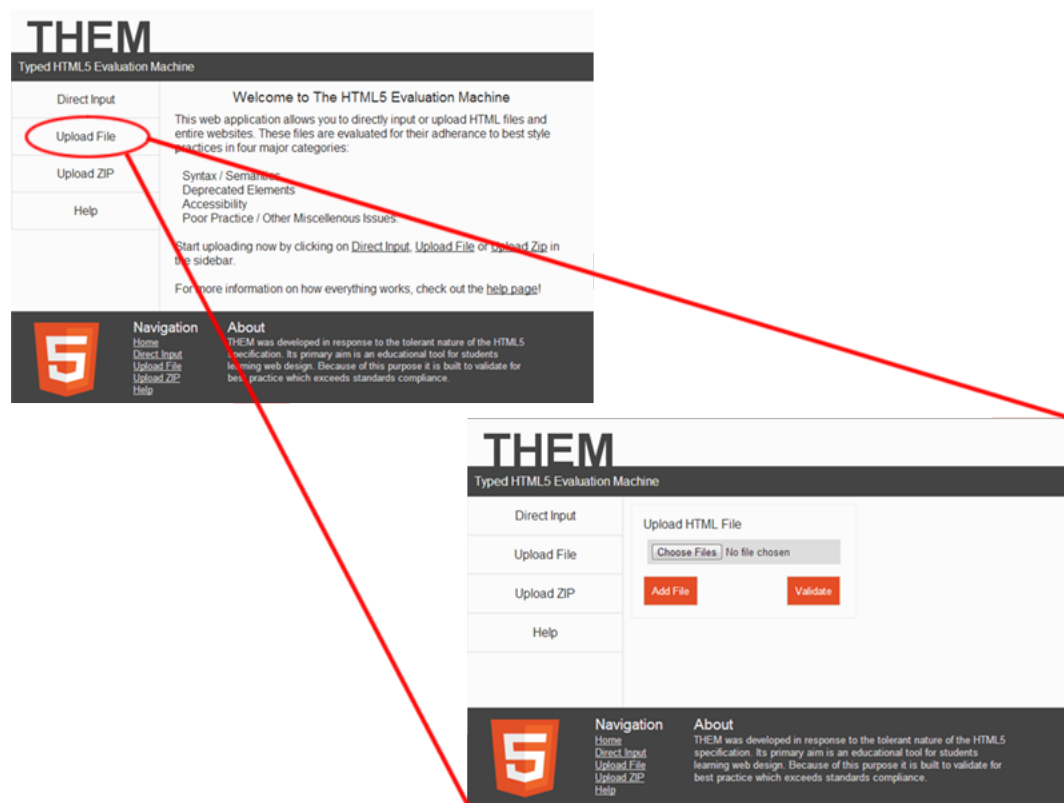 THEM
Typed HTML5 Evaluation Machine
Direct Input
Upload File
Upload ZIP
Help
Welcome to The HTML5 Evaluation Machine
This web application allows you to directly input or upload HTML files and
entire websites. These files are evaluated for their adherance to best style
practices in four major categories:
Syntax / Semantics
Deprecated Elements
Accessibility
Poor Practice / Other Miscellenous Issues.
Start uploading now by clicking on Direct Input, Upload File or Upload Zip in
the sidebar.
For more information on how everything works, check out the help page!
5
Navigation
Home
Direct Input
Upload File
Upload ZIP
Help
About
THEM was developed in response to the tolerant nature of the HTML5
specification. Its primary aim is an educational tool for students
learning web design. Because of this purpose it is built to validate for
best practice which exceeds standards compliance.
THEM
Typed HTML5 Evaluation Machine
Direct Input
Upload File
Upload ZIP
Help
Upload HTML File
Choose Files No file chosen
Add File
Validate
5
Navigation
Home
Direct Input
Upload File
Upload ZIP
Help
About
THEM was developed in response to the tolerant nature of the HTML5
specification. Its primary aim is an educational tool for students
learning web design. Because of this purpose it is built to validate for
best practice which exceeds standards compliance.